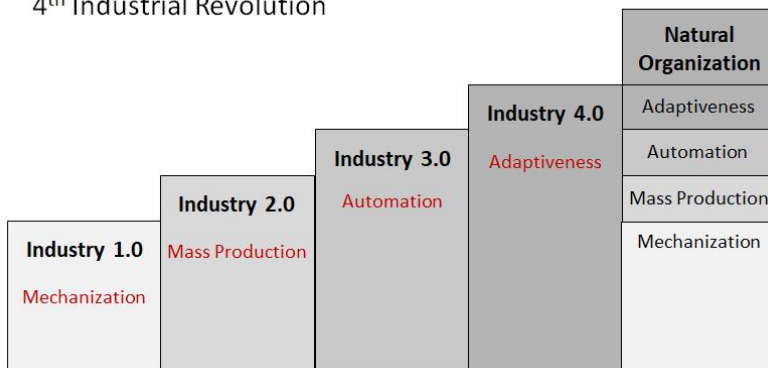 4th Industrial Revolution
Industry 1.0
Mechanization
Industry 2.0
Mass Production
Industry 3.0
Automation
Industry 4.0
Adaptiveness
Natural
Organization
Adaptiveness
Automation
Mass Production
Mechanization